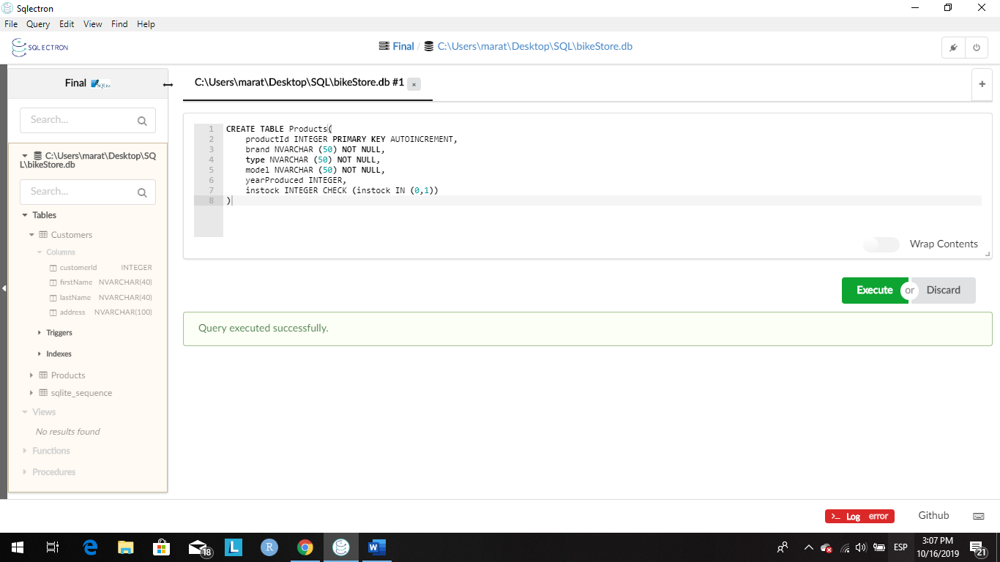 Sqlectron
File Query Edit View Find Help
SQLECTRON
Final / C:\Users\marat\Desktop\SQL\bikeStore.db
Final SQLite
C:\Users\marat\Desktop\SQL\bikeStore.db #1 ×
+
Search...
C:\Users\marat\Desktop\SQ
L\bikeStore.db
Search...
Tables
Customers
Columns
customerId INTEGER
firstName NVARCHAR(40)
lastName NVARCHAR(40)
address NVARCHAR(100)
Triggers
Indexes
Products
sqlite_sequence
Views
No results found
Functions
Procedures
1 CREATE TABLE Products(
2 productId INTEGER PRIMARY KEY AUTOINCREMENT,
3 brand NVARCHAR (50) NOT NULL,
4 type NVARCHAR (50) NOT NULL,
5 model NVARCHAR (50) NOT NULL,
6 yearProduced INTEGER,
7 instock INTEGER CHECK (instock IN (0,1))
8 )
Wrap Contents
Execute or Discard
Query executed successfully.
>_ Log error Github
18 L R W ESP 3:07 PM
10/16/2019 21